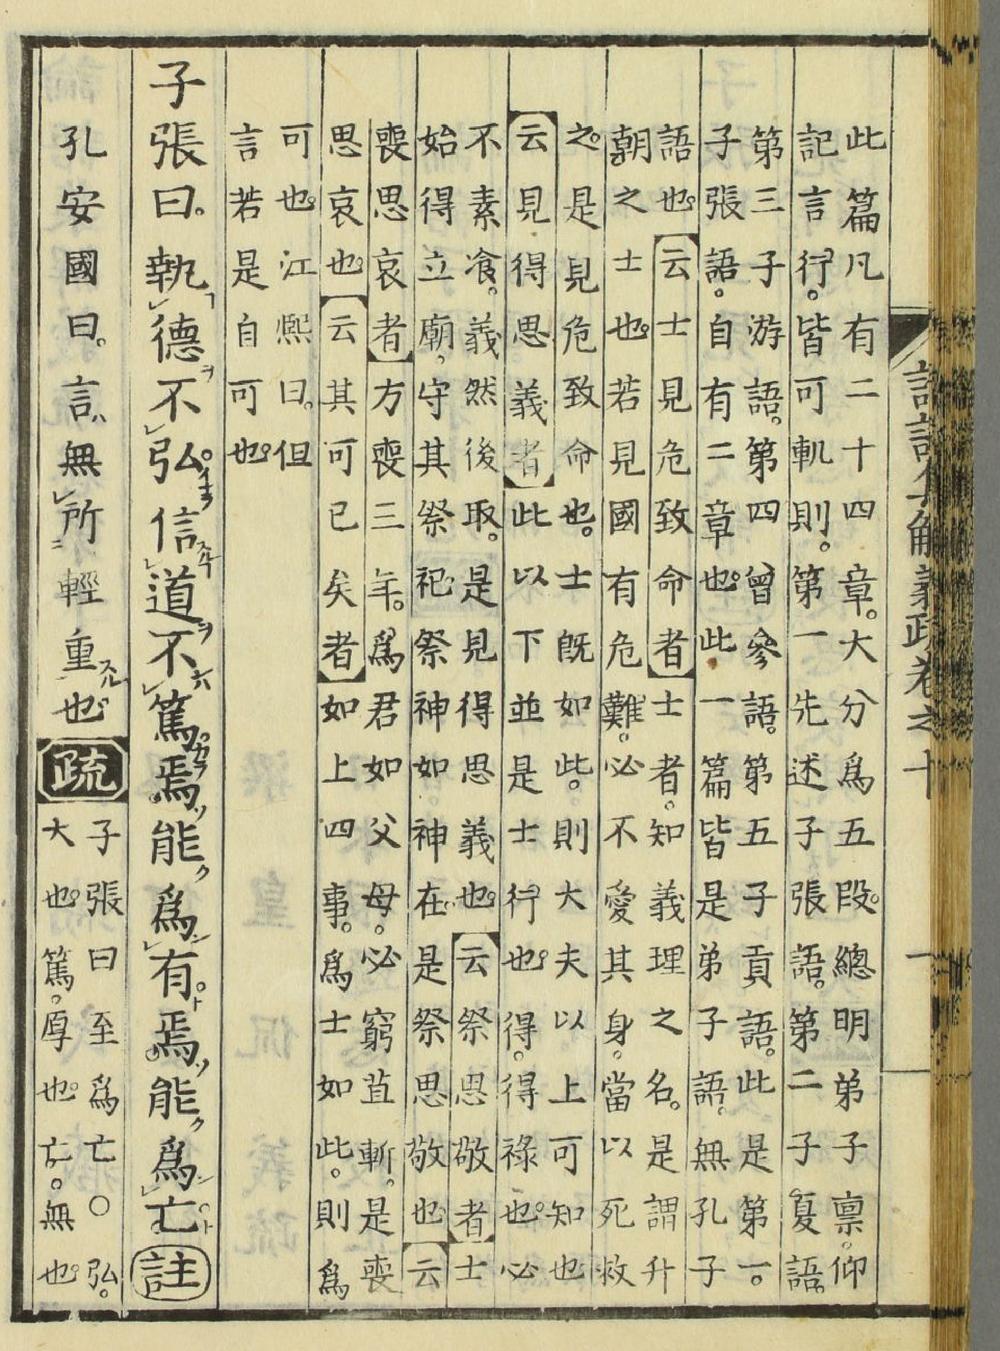 此篇凡有二十四章。大分爲五段。總明弟子禀。仰
記言行。皆可軌則。第一先述子張語。第二子夏語。
第三子游語。第四曾參語。第五子貢語。此是第一。
子張語。自有二章也。此一篇皆是弟子語。無孔子
語也。云士見危致命者士者。知義理之名。是謂升
朝之士也。若見國有危難。必不愛其身。當以死救
之。是見危致命也。士旣如此。則大夫以上可知也
云見得思義者此以下並是士行也。得。得祿也。必
不素飡。義然後取。是見得思義也。云祭思敬者士
始得立廟。守其祭祀。祭神如神在。是祭思敬也。云
喪思哀者方喪三年。爲君如父母。必窮苴斬。是喪
思哀也。云其可已矣者如上四事。爲士如此。則爲
可也。江熙曰。但
言若是自可也。
子張曰。執德不弘。信道不篤。焉能爲有。焉能爲亡。註
孔安國曰。言無所輕重也。疏
子張曰至爲亡○弘。
大也。篤。厚也。亡。無也。
卷之十
一